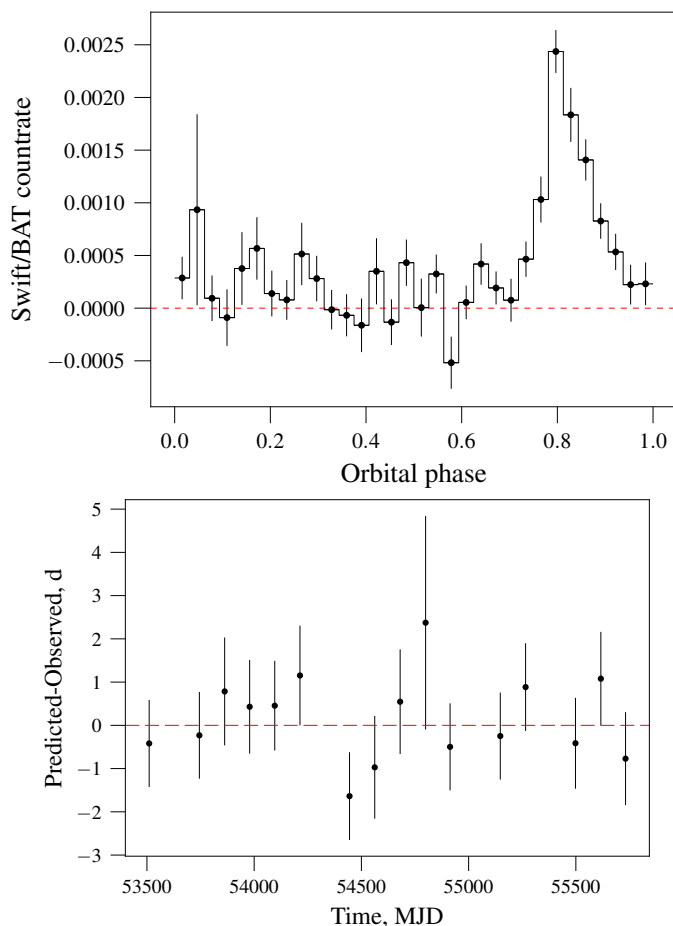 Swift/BAT countrate
0.0025
0.0020
0.0015
0.0010
0.0005
0.0000
−0.0005
0.0 0.2 0.4 0.6 0.8 1.0
Orbital phase
Predicted-Observed, d
5
4
3
2
1
0
−1
−2
−3
53500 54000 54500 55000 55500
Time, MJD